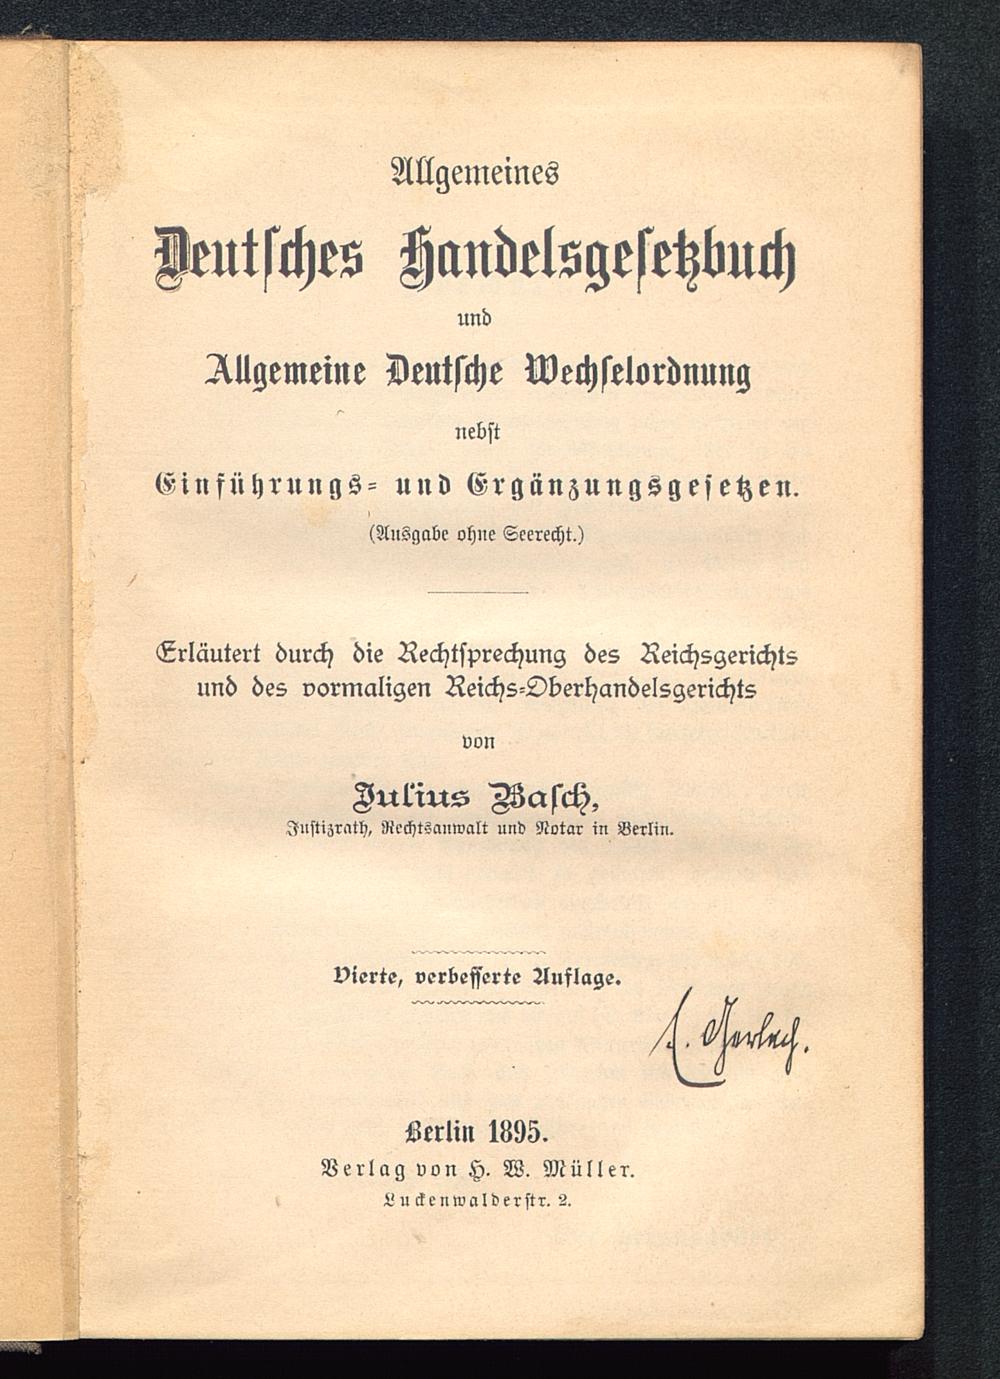 Allgemeines
Deutſches Handelsgeſetzbuch
und
Allgemeine Deutſche Wechſelordnung
nebſt
Einführungs- und Ergänzungsgeſetzen.
(Ausgabe ohne Seerecht.)
Erläutert durch die Rechtſprechung des Reichsgerichts
und des vormaligen Reichs-Oberhandelsgerichts
von
Julius Baſch,
Juſtizrath, Rechtsanwalt und Notar in Berlin.
Vierte, verbeſſerte Auflage.
Gerlach.
Berlin 1895.
Verlag von H. W. Müller.
Luckenwalderſtr. 2.